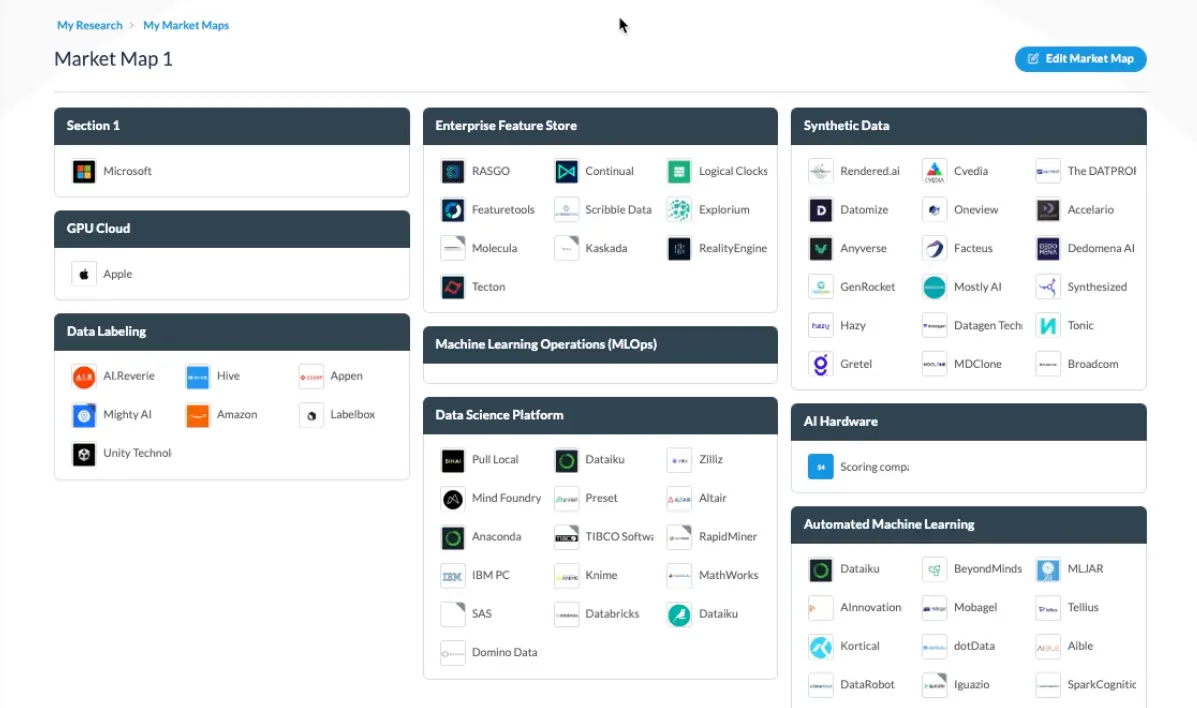 My Research > My Market Maps
Market Map 1
Edit Market Map
Section 1
Microsoft
GPU Cloud
Apple
Data Labeling
AI.Reverie Hive Appen
Mighty AI Amazon Labelbox
Unity Technol
Enterprise Feature Store
RASGO Continual Logical Clocks
Featuretools Scribble Data Explorium
Molecula Kaskada RealityEngine
Tecton
Machine Learning Operations (MLOps)
Data Science Platform
Pull Local Dataiku Zilliz
Mind Foundry Preset Altair
Anaconda TIBCO Softwa RapidMiner
IBM PC Knime MathWorks
SAS Databricks Dataiku
Domino Data
Synthetic Data
Rendered.ai Cvedia The DATPROF
Datomize Oneview Accelario
Anyverse Facteus Dedomena AI
GenRocket Mostly AI Synthesized
Hazy Datagen Tech Tonic
Gretel MDClone Broadcom
AI Hardware
S4 Scoring compa
Automated Machine Learning
Dataiku BeyondMinds MLJAR
AInnovation Mobagel Tellius
Kortical dotData Aible
DataRobot Iguazio SparkCognitic